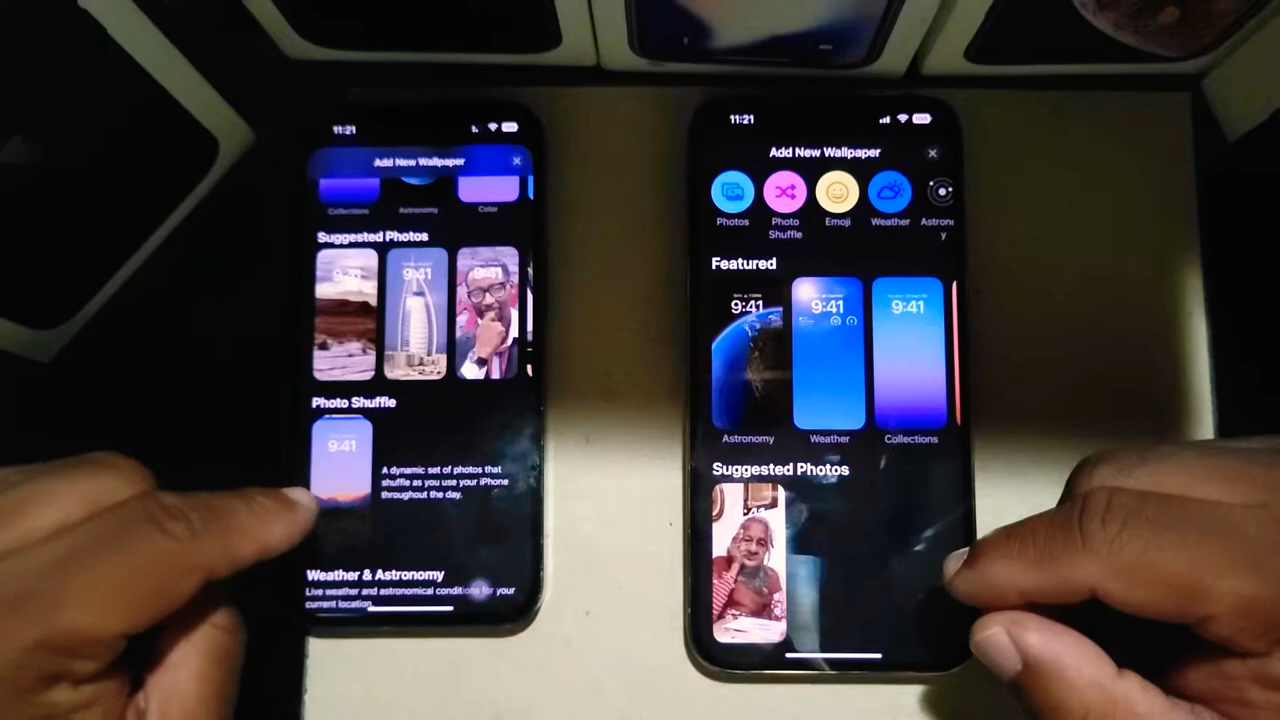 11:21
Add New Wallpaper
Collections
Astronomy
Color
Suggested Photos
9:41
9:41
9:41
Photo Shuffle
9:41
A dynamic set of photos that
shuffle as you use your iPhone
throughout the day.
Weather & Astronomy
Live weather and astronomical conditions for your
current location.
11:21
Add New Wallpaper
Photos
Photo
Shuffle
Emoji
Weather
Astronom
y
Featured
9:41
9:41
9:41
Astronomy
Weather
Collections
Suggested Photos